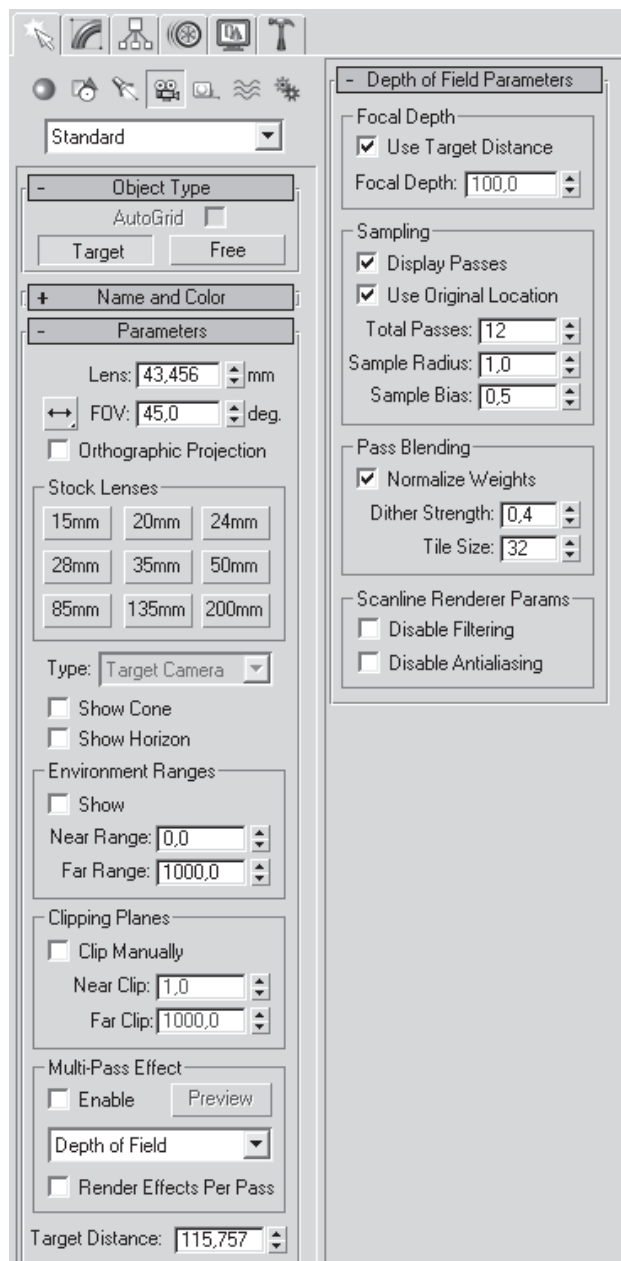 Standard
- Object Type
AutoGrid
Target Free
+ Name and Color
- Parameters
Lens: 43,456 mm
FOV: 45,0 deg.
Orthographic Projection
Stock Lenses
15mm 20mm 24mm
28mm 35mm 50mm
85mm 135mm 200mm
Type: Target Camera
Show Cone
Show Horizon
Environment Ranges
Show
Near Range: 0,0
Far Range: 1000,0
Clipping Planes
Clip Manually
Near Clip: 1,0
Far Clip: 1000,0
Multi-Pass Effect
Enable Preview
Depth of Field
Render Effects Per Pass
Target Distance: 115,757
- Depth of Field Parameters
Focal Depth
Use Target Distance
Focal Depth: 100,0
Sampling
Display Passes
Use Original Location
Total Passes: 12
Sample Radius: 1,0
Sample Bias: 0,5
Pass Blending
Normalize Weights
Dither Strength: 0,4
Tile Size: 32
Scanline Renderer Params
Disable Filtering
Disable Antialiasing